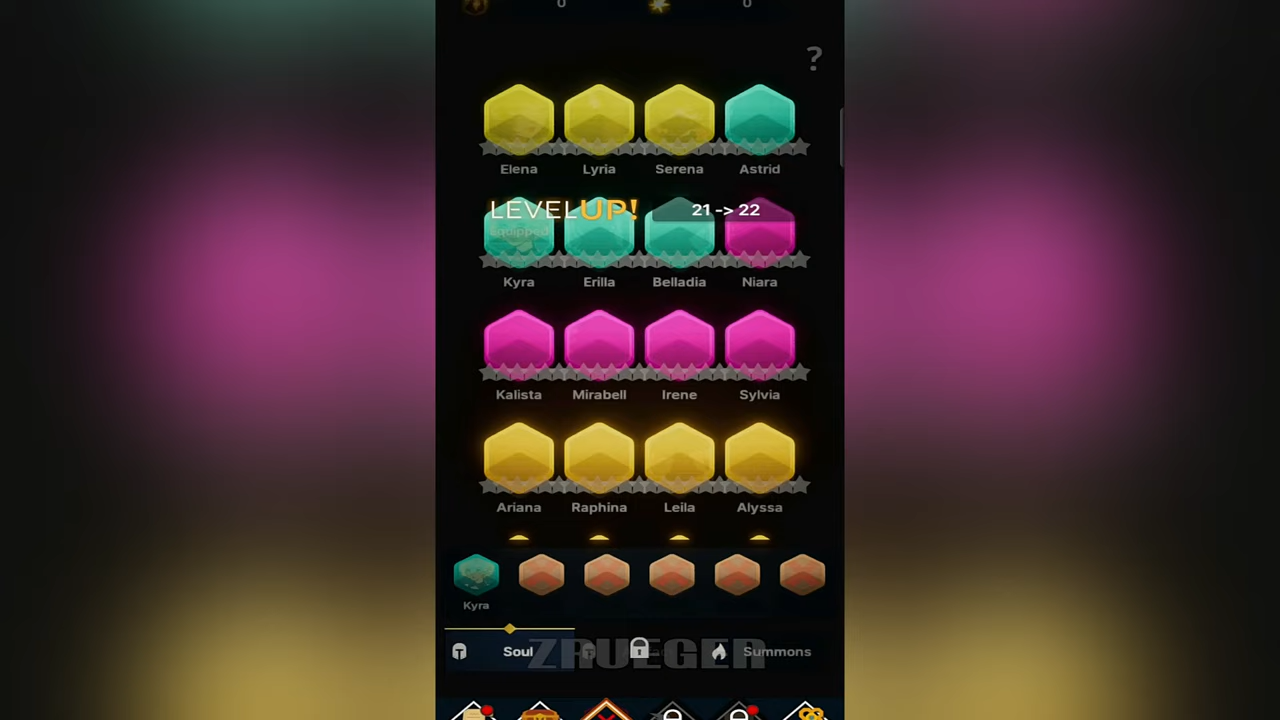 0 0
?
Elena Lyria Serena Astrid
LEVELUP! 21 -> 22
Equipped
Kyra Erilla Belladia Niara
Kalista Mirabell Irene Sylvia
Ariana Raphina Leila Alyssa
Kyra
Soul Summons
ZRUEGER